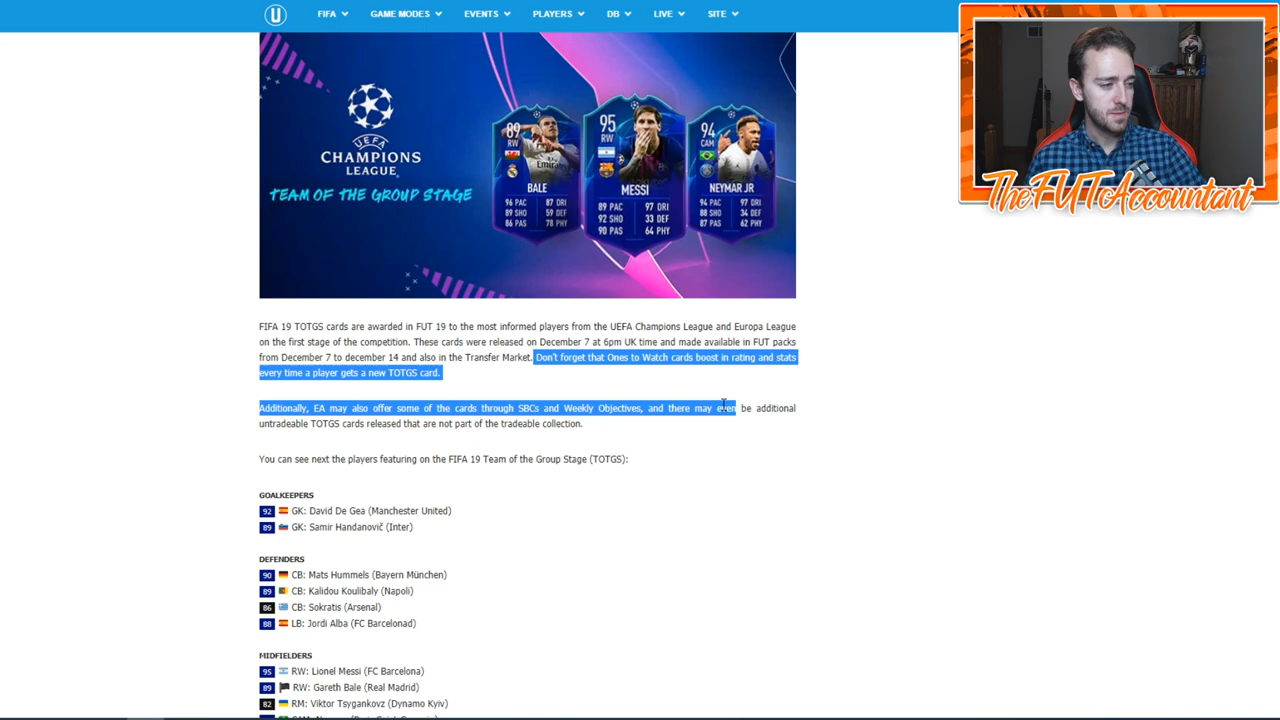 U
FIFA
GAME MODES
EVENTS
PLAYERS
DB
LIVE
SITE
UEFA
CHAMPIONS
LEAGUE™
TEAM OF THE GROUP STAGE
89
RW
BALE
96 PAC 87 DRI
89 SHO 59 DEF
86 PAS 78 PHY
95
RW
MESSI
89 PAC 97 DRI
92 SHO 33 DEF
90 PAS 64 PHY
94
CAM
NEYMAR JR
94 PAC 97 DRI
88 SHO 34 DEF
87 PAS 62 PHY
TheFUTAccountant
FIFA 19 TOTGS cards are awarded in FUT 19 to the most informed players from the UEFA Champions League and Europa League
on the first stage of the competition. These cards were released on December 7 at 6pm UK time and made available in FUT packs
from December 7 to december 14 and also in the Transfer Market. Don't forget that Ones to Watch cards boost in rating and stats
every time a player gets a new TOTGS card.
Additionally, EA may also offer some of the cards through SBCs and Weekly Objectives, and there may even be additional
untradeable TOTGS cards released that are not part of the tradeable collection.
You can see next the players featuring on the FIFA 19 Team of the Group Stage (TOTGS):
GOALKEEPERS
92 GK: David De Gea (Manchester United)
89 GK: Samir Handanovič (Inter)
DEFENDERS
90 CB: Mats Hummels (Bayern München)
89 CB: Kalidou Koulibaly (Napoli)
86 CB: Sokratis (Arsenal)
88 LB: Jordi Alba (FC Barcelonad)
MIDFIELDERS
95 RW: Lionel Messi (FC Barcelona)
89 RW: Gareth Bale (Real Madrid)
82 RM: Viktor Tsygankovz (Dynamo Kyiv)